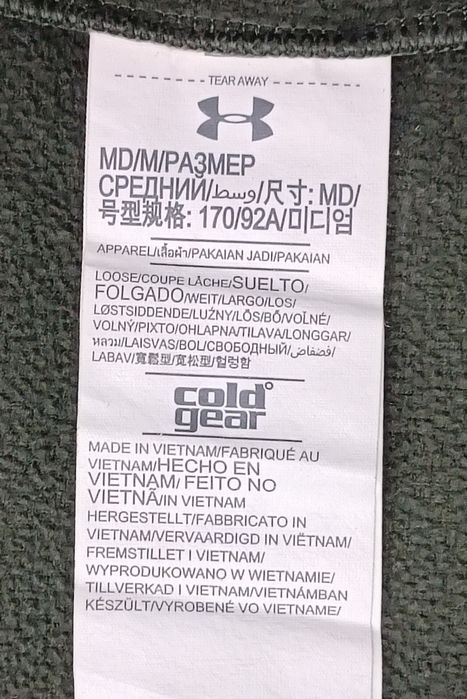 TEAR AWAY
MD/M/РАЗМЕР
СРЕДНИЙ/وسط/尺寸: MD/
号型规格: 170/92A/미디엄
APPAREL/เสื้อผ้า/PAKAIAN JADI/PAKAIAN
LOOSE/COUPE LÂCHE/SUELTO/
FOLGADO/WEIT/LARGO/LOS/
LØSTSIDDENDE/LUŹNY/LÖS/BŐ/VOĽNÉ/
VOLNÝ/PIXTO/OHLAPNA/TILAVA/LONGGAR/
หลวม/LAISVAS/BOL/СВОБОДНЫЙ/فضفاض/
LABAV/寬鬆型/宽松型/헐렁함
cold°
gear
MADE IN VIETNAM/FABRIQUÉ AU
VIETNAM/HECHO EN
VIETNAM/ FEITO NO
VIETNÃ/IN VIETNAM
HERGESTELLT/FABBRICATO IN
VIETNAM/VERVAARDIGD IN VIËTNAM/
FREMSTILLET I VIETNAM/
WYPRODUKOWANO W WIETNAMIE/
TILLVERKAD I VIETNAM/VIETNÁMBAN
KÉSZÜLT/VYROBENÉ VO VIETNAME/